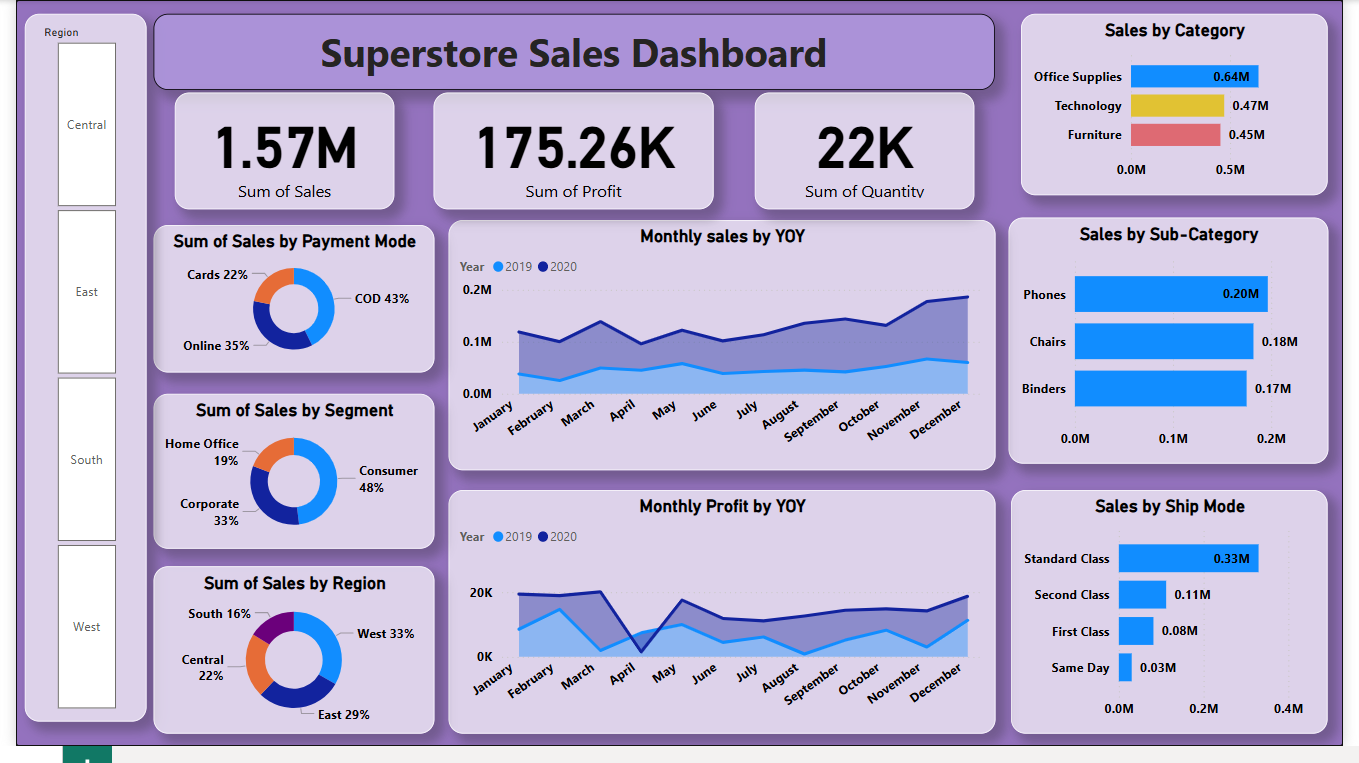 Region
Central
East
South
West
Superstore Sales Dashboard
1.57M
Sum of Sales
175.26K
Sum of Profit
22K
Sum of Quantity
Sales by Category
Office Supplies 0.64M
Technology 0.47M
Furniture 0.45M
0.0M 0.5M
Sum of Sales by Payment Mode
Cards 22%
COD 43%
Online 35%
Monthly sales by YOY
Year 2019 2020
0.2M
0.1M
0.0M
January February March April May June July August September October November December
Sales by Sub-Category
Phones 0.20M
Chairs 0.18M
Binders 0.17M
0.0M 0.1M 0.2M
Sum of Sales by Segment
Home Office
19%
Consumer
48%
Corporate
33%
Monthly Profit by YOY
Year 2019 2020
20K
0K
January February March April May June July August September October November December
Sales by Ship Mode
Standard Class 0.33M
Second Class 0.11M
First Class 0.08M
Same Day 0.03M
0.0M 0.2M 0.4M
Sum of Sales by Region
South 16%
West 33%
Central
22%
East 29%